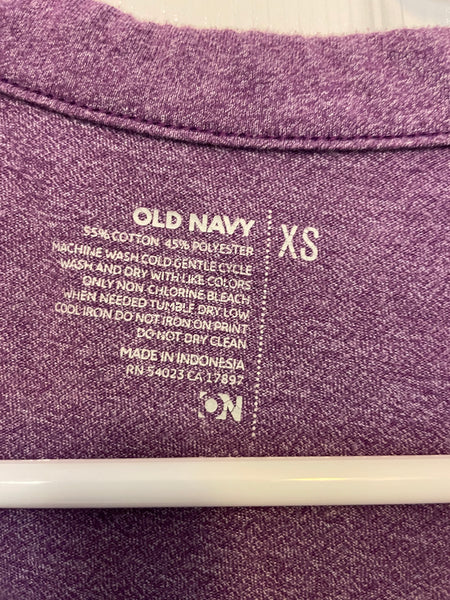 OLD NAVY
55% COTTON 45% POLYESTER
MACHINE WASH COLD GENTLE CYCLE
WASH AND DRY WITH LIKE COLORS
ONLY NON CHLORINE BLEACH
WHEN NEEDED TUMBLE DRY LOW
COOL IRON DO NOT IRON ON PRINT
DO NOT DRY CLEAN
MADE IN INDONESIA
RN 54023 CA 17897
XS